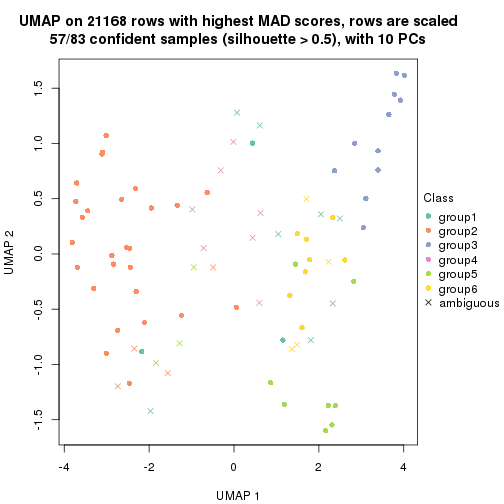 UMAP on 21168 rows with highest MAD scores, rows are scaled
57/83 confident samples (silhouette > 0.5), with 10 PCs
1.5
1.0
0.5
0.0
-0.5
-1.0
-1.5
UMAP 2
-4
-2
0
2
4
UMAP 1
Class
group1
group2
group3
group4
group5
group6
ambiguous